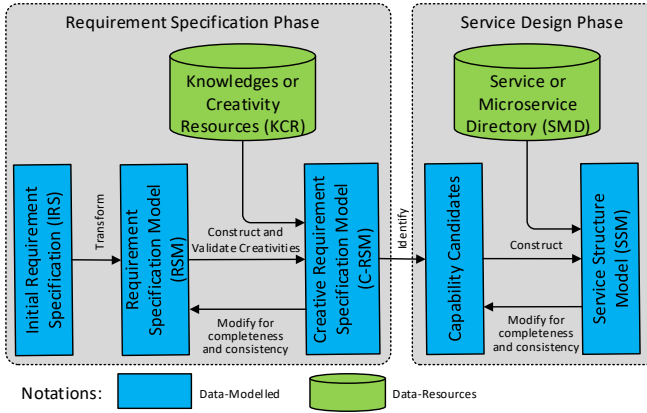 Requirement Specification Phase
Service Design Phase
Knowledges or
Creativity
Resources (KCR)
Service or
Microservice
Directory (SMD)
Initial Requirement
Specification (IRS)
Transform
Requirement
Specification Model
(RSM)
Construct and
Validate Creativities
Modify for
completeness
and consistency
Creative Requirement
Specification Model
(C-RSM)
Identify
Capability Candidates
Construct
Modify for
completeness
and consistency
Service Structure
Model (SSM)
Notations:
Data-Modelled
Data-Resources